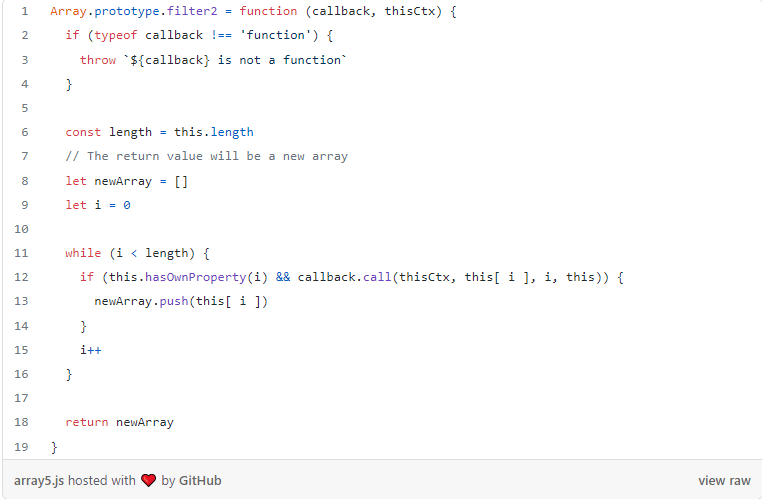 1 Array.prototype.filter2 = function (callback, thisCtx) {
2 if (typeof callback !== 'function') {
3 throw `${callback} is not a function`
4 }
5
6 const length = this.length
7 // The return value will be a new array
8 let newArray = []
9 let i = 0
10
11 while (i < length) {
12 if (this.hasOwnProperty(i) && callback.call(thisCtx, this[ i ], i, this)) {
13 newArray.push(this[ i ])
14 }
15 i++
16 }
17
18 return newArray
19 }
array5.js hosted with ❤ by GitHub view raw